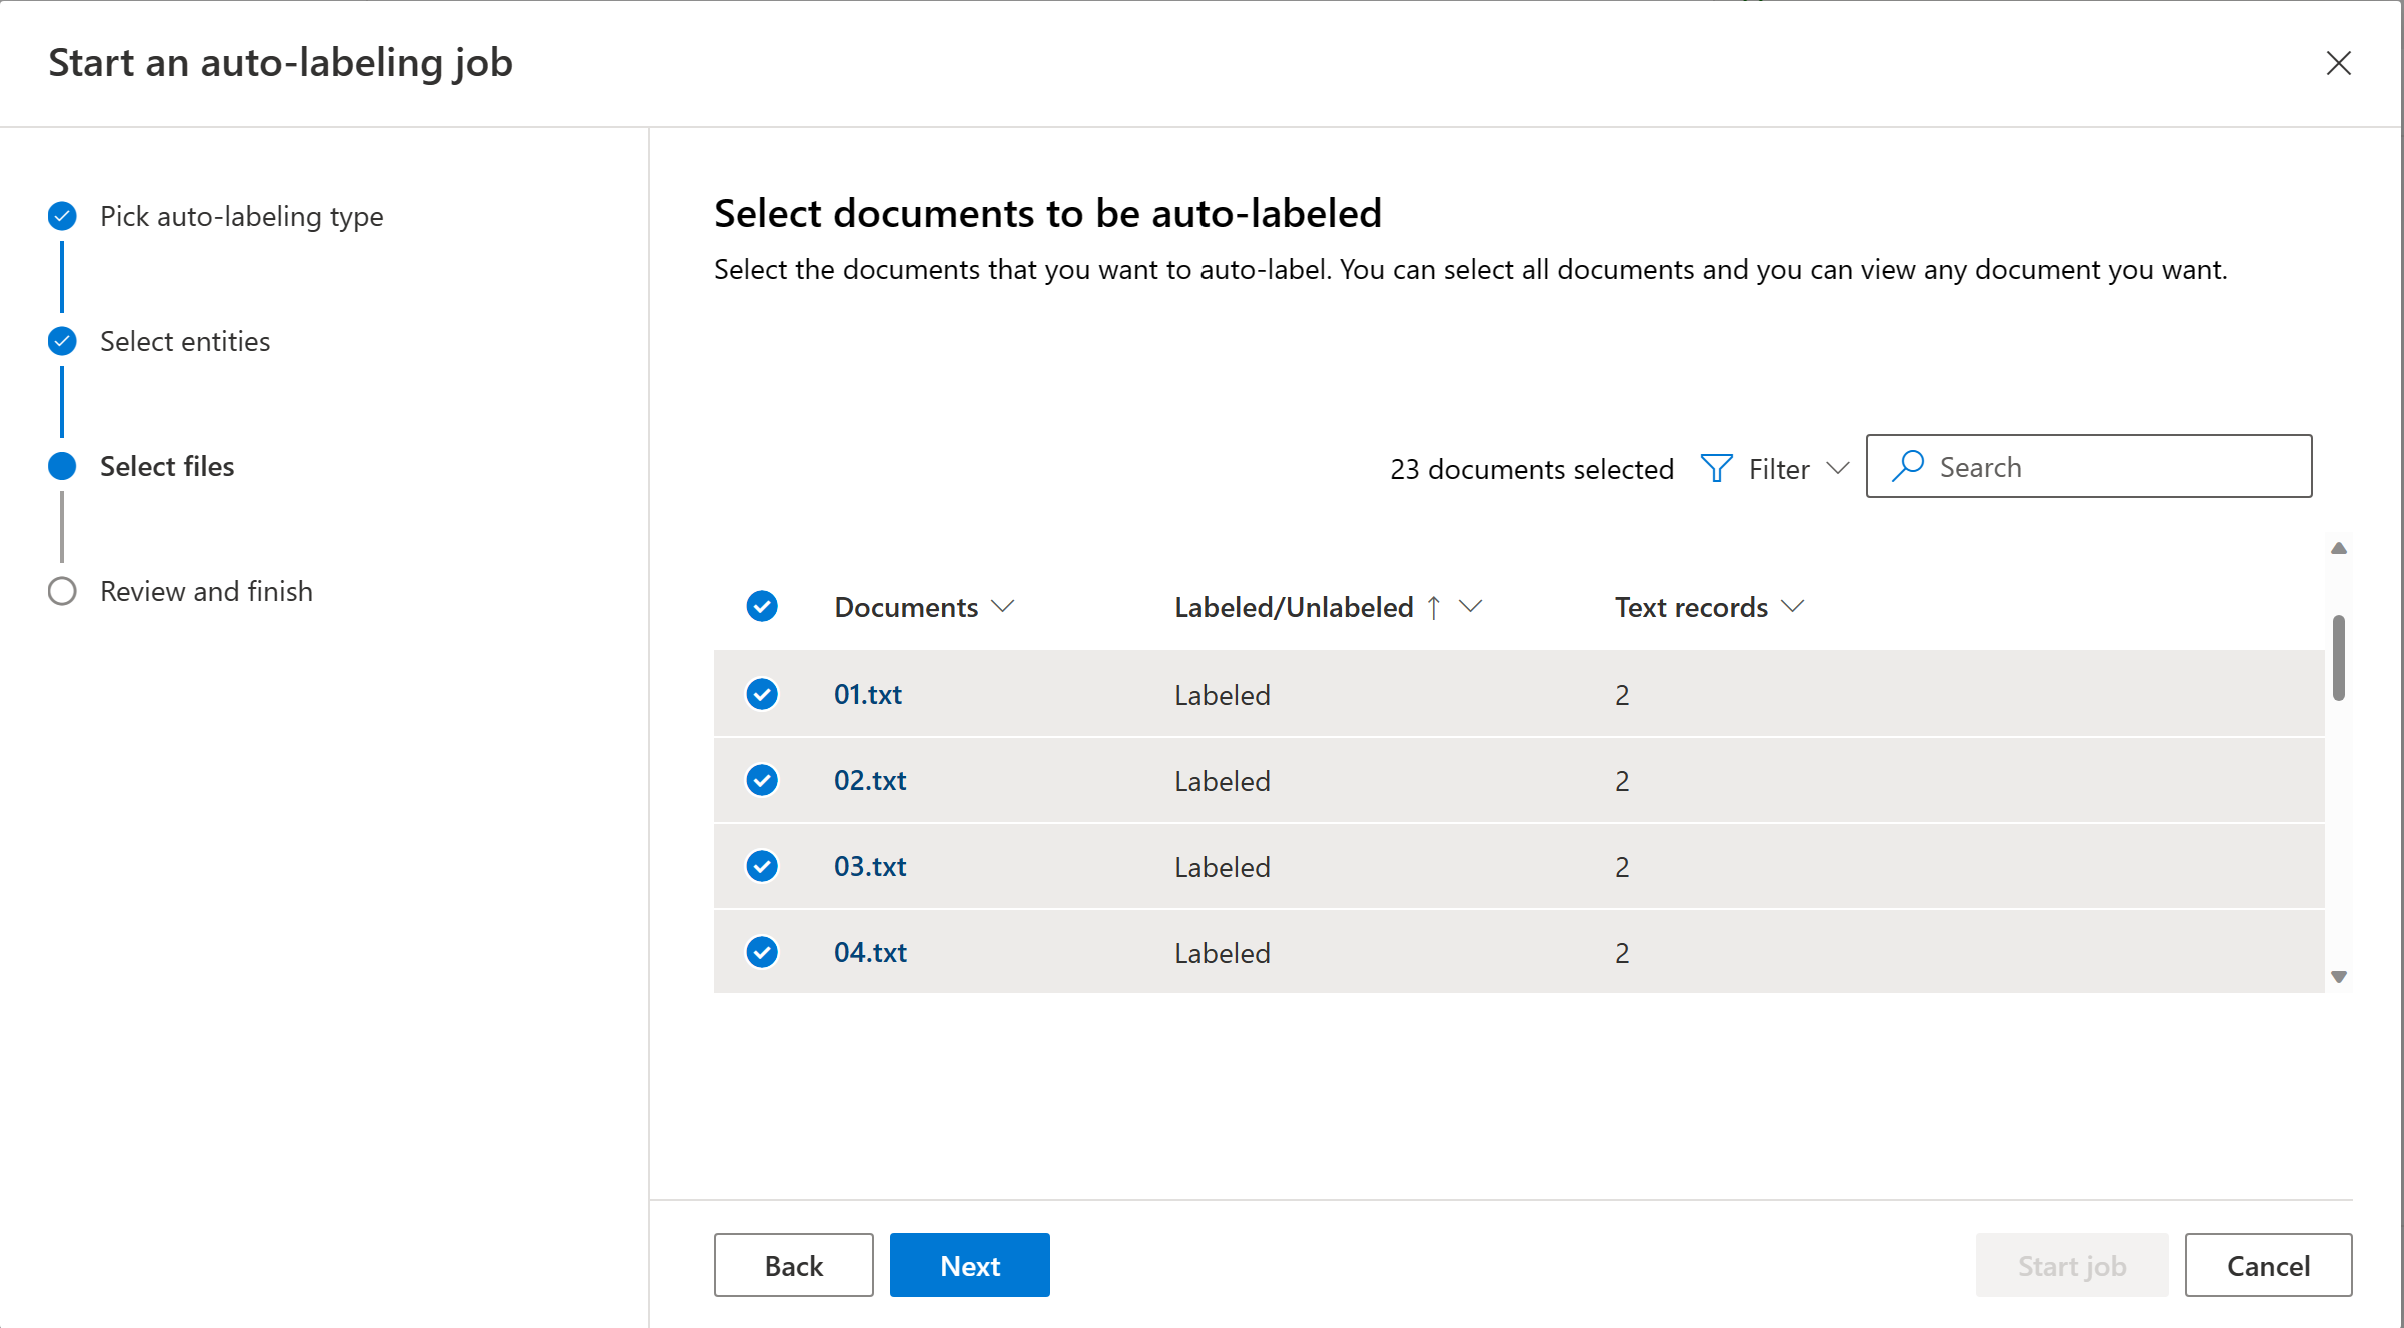 Start an auto-labeling job
Pick auto-labeling type
Select entities
Select files
Review and finish
Select documents to be auto-labeled
Select the documents that you want to auto-label. You can select all documents and you can view any document you want.
23 documents selected Filter Search
Documents Labeled/Unlabeled ↑ Text records
01.txt Labeled 2
02.txt Labeled 2
03.txt Labeled 2
04.txt Labeled 2
Back Next Start job Cancel